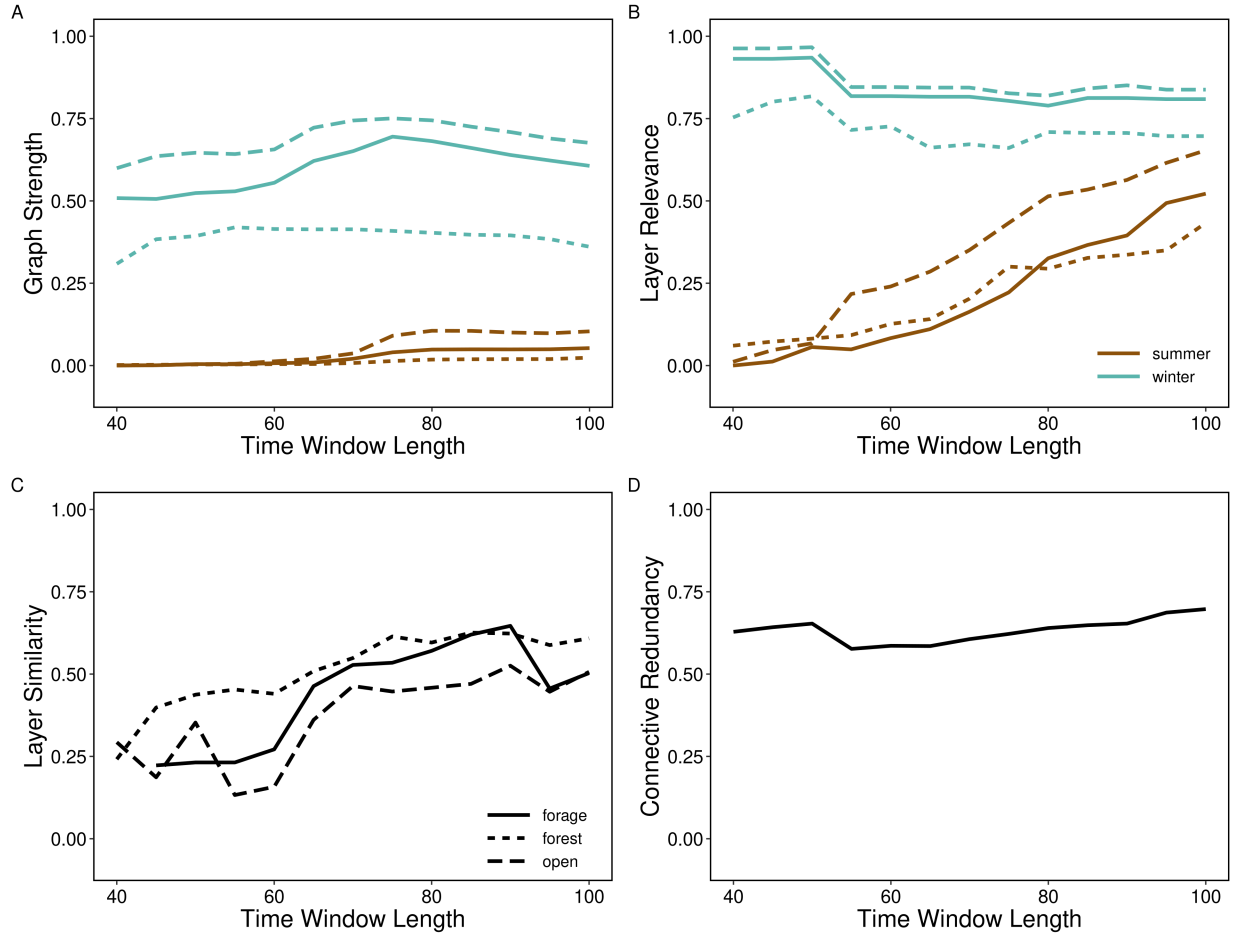 A
1.00
0.75
0.50
0.25
0.00
Graph Strength
40
60
80
100
Time Window Length
B
1.00
0.75
0.50
0.25
0.00
Layer Relevance
summer
winter
40
60
80
100
Time Window Length
C
1.00
0.75
0.50
0.25
0.00
Layer Similarity
forage
forest
open
40
60
80
100
Time Window Length
D
1.00
0.75
0.50
0.25
0.00
Connective Redundancy
40
60
80
100
Time Window Length